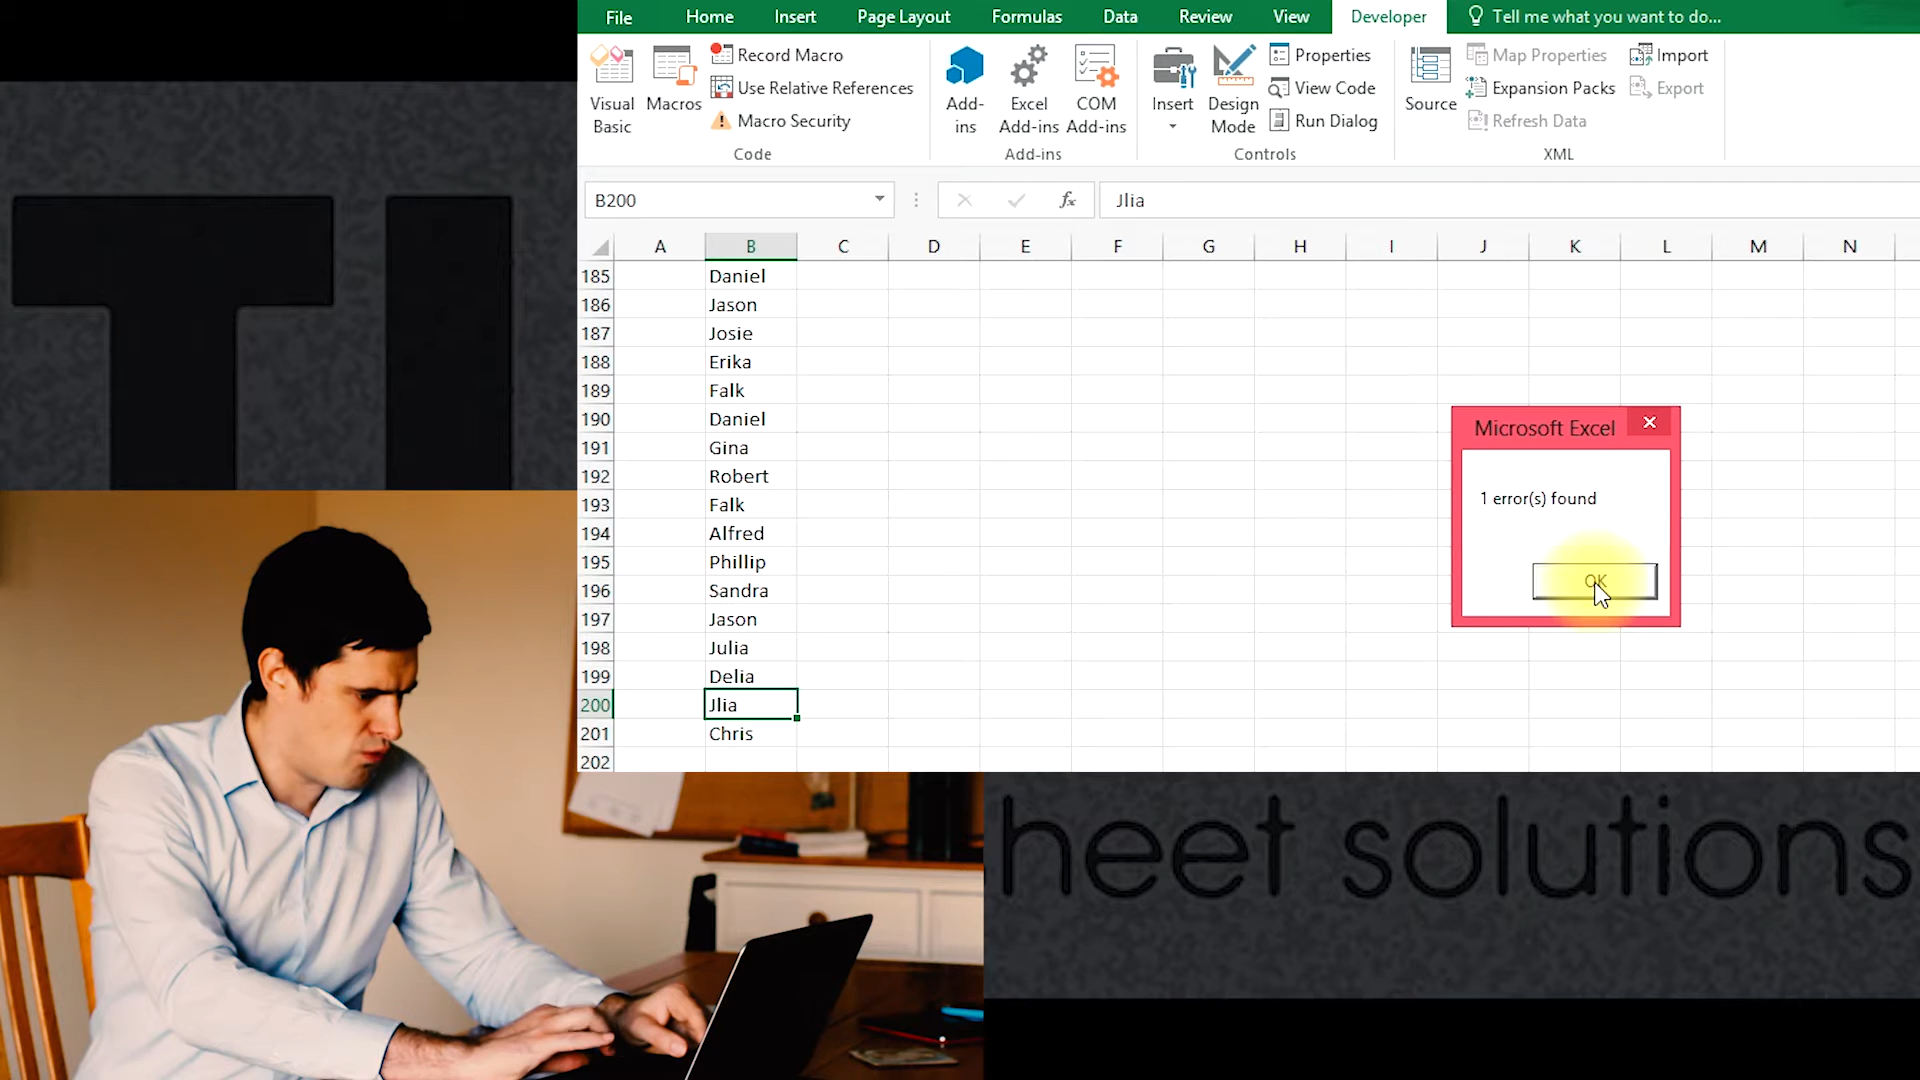 TI
File Home Insert Page Layout Formulas Data Review View Developer Tell me what you want to do...
Visual Basic
Macros
Record Macro
Use Relative References
Macro Security
Code
Add-ins
Excel Add-ins
COM Add-ins
Add-ins
Insert
Design Mode
Properties
View Code
Run Dialog
Controls
Source
Map Properties
Expansion Packs
Refresh Data
Import
Export
XML
B200 fx Jlia
A B C D E F G H I J K L M N
185 Daniel
186 Jason
187 Josie
188 Erika
189 Falk
190 Daniel
191 Gina
192 Robert
193 Falk
194 Alfred
195 Phillip
196 Sandra
197 Jason
198 Julia
199 Delia
200 Jlia
201 Chris
202
Microsoft Excel
1 error(s) found
OK
heet solutions